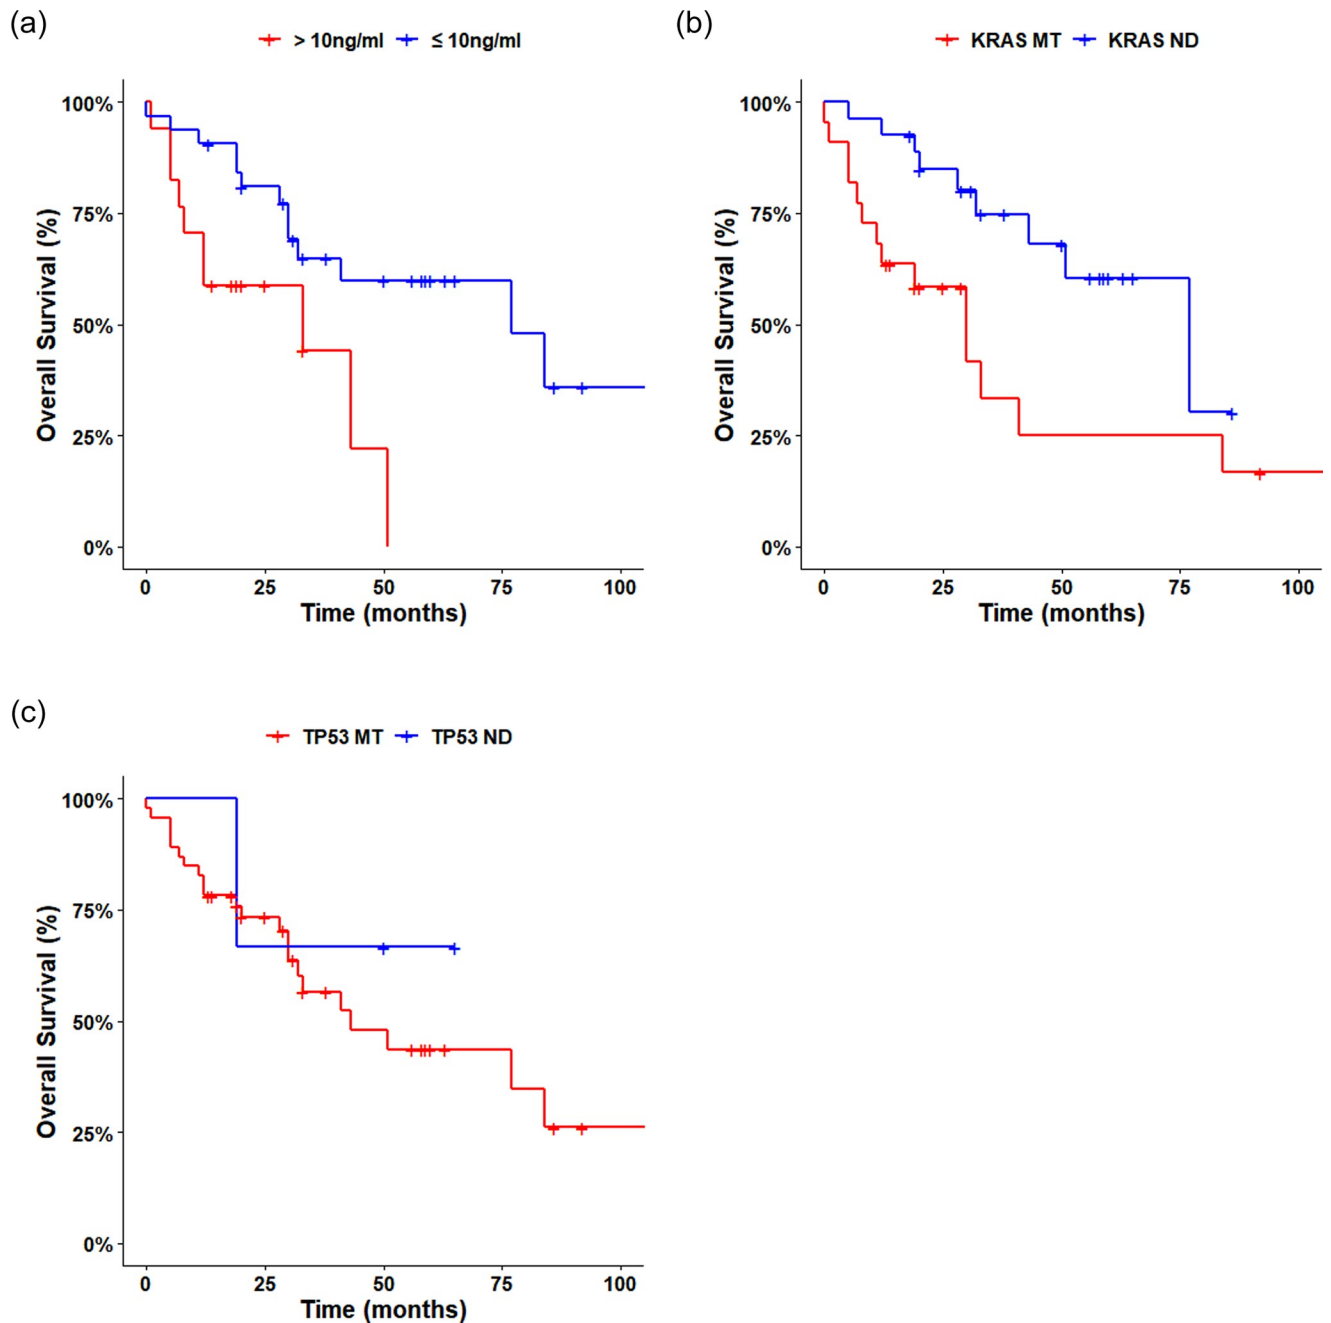 (a)
> 10ng/ml ≤ 10ng/ml
100%
75%
50%
25%
0%
Overall Survival (%)
0 25 50 75 100
Time (months)
(b)
KRAS MT KRAS ND
100%
75%
50%
25%
0%
Overall Survival (%)
0 25 50 75 100
Time (months)
(c)
TP53 MT TP53 ND
100%
75%
50%
25%
0%
Overall Survival (%)
0 25 50 75 100
Time (months)